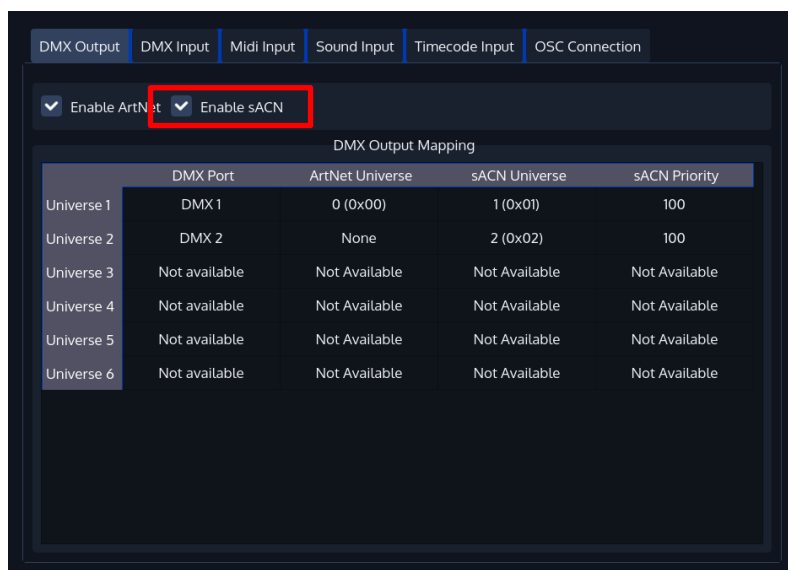 DMX Output DMX Input Midi Input Sound Input Timecode Input OSC Connection
Enable ArtNet Enable sACN
DMX Output Mapping
DMX Port ArtNet Universe sACN Universe sACN Priority
Universe 1 DMX 1 0 (0x00) 1 (0x01) 100
Universe 2 DMX 2 None 2 (0x02) 100
Universe 3 Not available Not Available Not Available Not Available
Universe 4 Not available Not Available Not Available Not Available
Universe 5 Not available Not Available Not Available Not Available
Universe 6 Not available Not Available Not Available Not Available